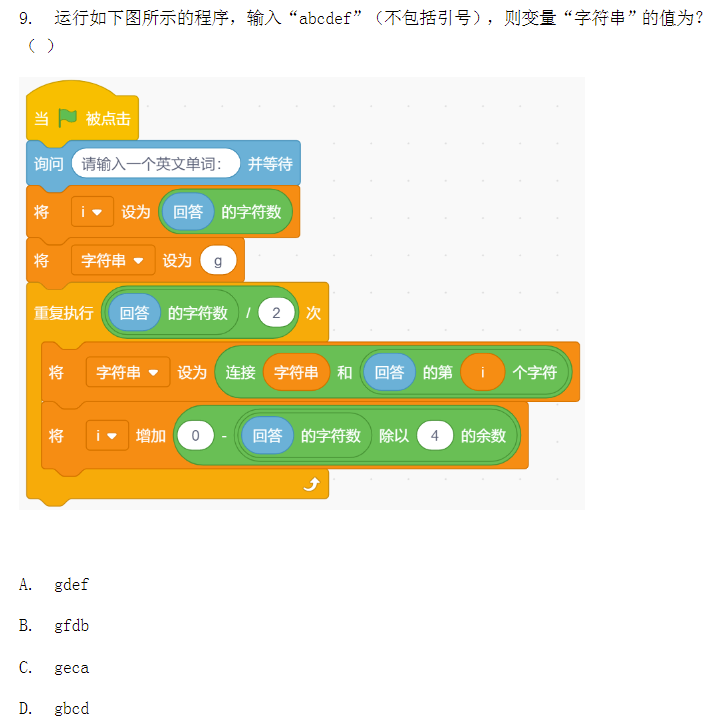 9. 运行如下图所示的程序，输入“abcdef”（不包括引号），则变量“字符串”的值为？
（ ）
当 被点击
询问 请输入一个英文单词： 并等待
将 i 设为 回答 的字符数
将 字符串 设为 g
重复执行 回答 的字符数 / 2 次
将 字符串 设为 连接 字符串 和 回答 的第 i 个字符
将 i 增加 0 - 回答 的字符数 除以 4 的余数
A. gdef
B. gfdb
C. geca
D. gbcd